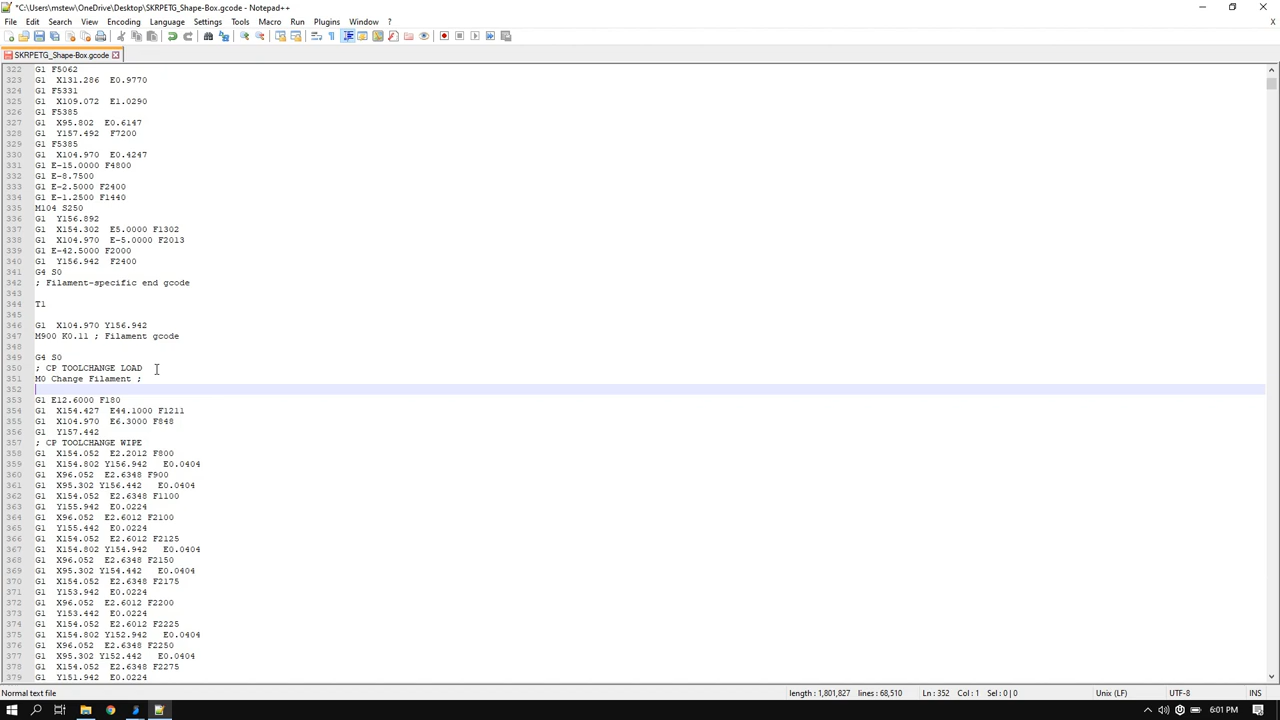 *C:\Users\mstew\OneDrive\Desktop\SKRPETG_Shape-Box.gcode - Notepad++
File Edit Search View Encoding Language Settings Tools Macro Run Plugins Window ?
X
SKRPETG_Shape-Box.gcode
322 G1 F5062
323 G1 X131.286 E0.9770
324 G1 F5331
325 G1 X109.072 E1.0290
326 G1 F5385
327 G1 X95.802 E0.6147
328 G1 Y157.492 F7200
329 G1 F5385
330 G1 X104.970 E0.4247
331 G1 E-15.0000 F4800
332 G1 E-8.7500
333 G1 E-2.5000 F2400
334 G1 E-1.2500 F1440
335 M104 S250
336 G1 Y156.892
337 G1 X154.302 E5.0000 F1302
338 G1 X104.970 E-5.0000 F2013
339 G1 E-42.5000 F2000
340 G1 Y156.942 F2400
341 G4 S0
342 ; Filament-specific end gcode
343
344 T1
345
346 G1 X104.970 Y156.942
347 M900 K0.11 ; Filament gcode
348
349 G4 S0
350 ; CP TOOLCHANGE LOAD
351 M0 Change Filament ;
352
353 G1 E12.6000 F180
354 G1 X154.427 E44.1000 F1211
355 G1 X104.970 E6.3000 F848
356 G1 Y157.442
357 ; CP TOOLCHANGE WIPE
358 G1 X154.052 E2.2012 F800
359 G1 X154.802 Y156.942 E0.0404
360 G1 X96.052 E2.6348 F900
361 G1 X95.302 Y156.442 E0.0404
362 G1 X154.052 E2.6348 F1100
363 G1 Y155.942 E0.0224
364 G1 X96.052 E2.6012 F2100
365 G1 Y155.442 E0.0224
366 G1 X154.052 E2.6012 F2125
367 G1 X154.802 Y154.942 E0.0404
368 G1 X96.052 E2.6348 F2150
369 G1 X95.302 Y154.442 E0.0404
370 G1 X154.052 E2.6348 F2175
371 G1 Y153.942 E0.0224
372 G1 X96.052 E2.6012 F2200
373 G1 Y153.442 E0.0224
374 G1 X154.052 E2.6012 F2225
375 G1 X154.802 Y152.942 E0.0404
376 G1 X96.052 E2.6348 F2250
377 G1 X95.302 Y152.442 E0.0404
378 G1 X154.052 E2.6348 F2275
379 G1 Y151.942 E0.0224
Normal text file length : 1,801,827 lines : 68,510 Ln : 352 Col : 1 Sel : 0 | 0 Unix (LF) UTF-8 INS
6:01 PM